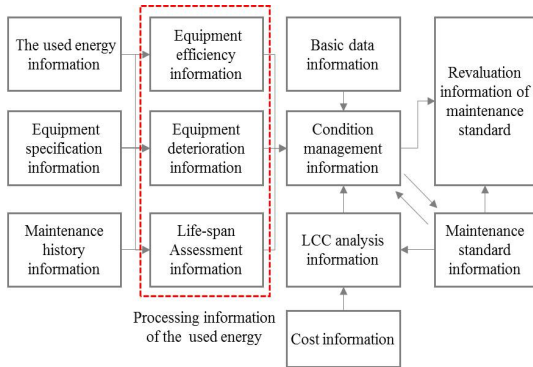 The used energy
information
Equipment
efficiency
information
Basic data
information
Revaluation
information of
maintenance
standard
Equipment
specification
information
Equipment
deterioration
information
Condition
management
information
Maintenance
history
information
Life-span
Assessment
information
LCC analysis
information
Maintenance
standard
information
Processing information
of the used energy
Cost information